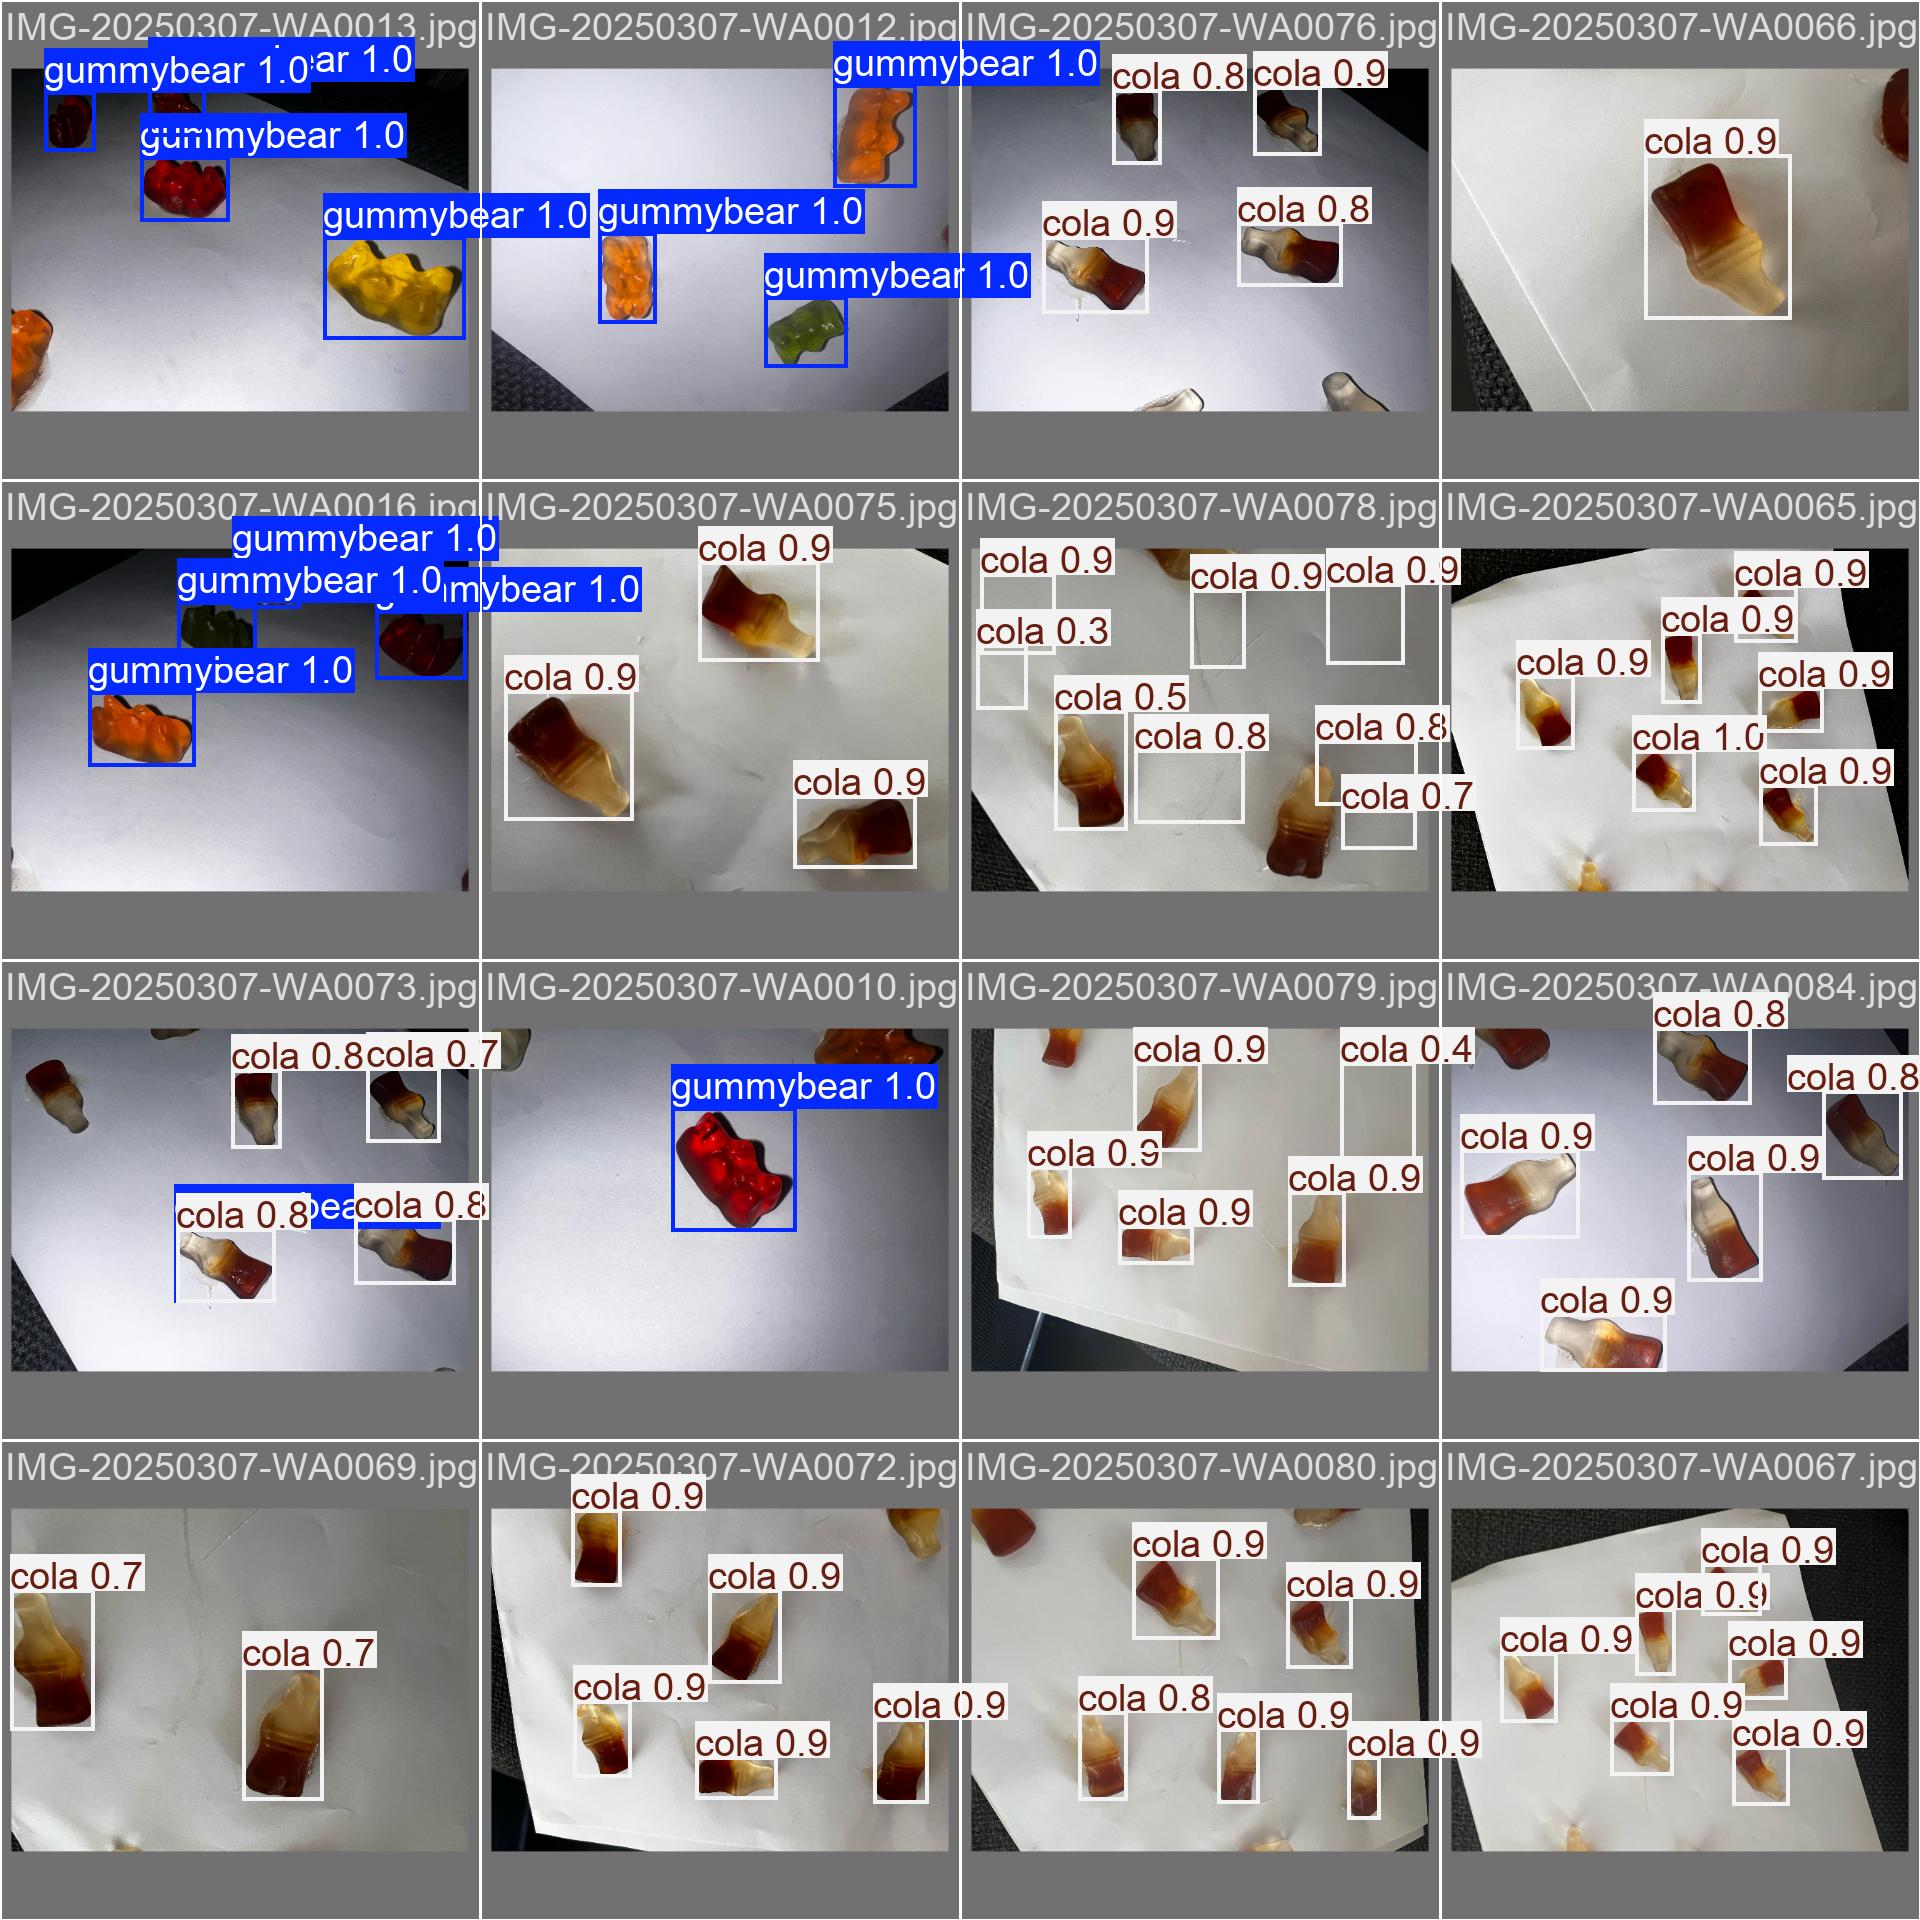 IMG-20250307-WA0013.jpg
ear 1.0
gummybear 1.0
gummybear 1.0
gummybear 1.0
IMG-20250307-WA0012.jpg
gummybear 1.0
gummybear 1.0
gummybear 1.0
IMG-20250307-WA0076.jpg
cola 0.8
cola 0.9
cola 0.9
cola 0.8
IMG-20250307-WA0066.jpg
cola 0.9
IMG-20250307-WA0016.jpg
gummybear 1.0
gummybear 1.0
mybear 1.0
gummybear 1.0
IMG-20250307-WA0075.jpg
cola 0.9
cola 0.9
cola 0.9
IMG-20250307-WA0078.jpg
cola 0.9
cola 0.9
cola 0.9
cola 0.3
cola 0.5
cola 0.8
cola 0.8
cola 0.7
IMG-20250307-WA0065.jpg
cola 0.9
cola 0.9
cola 0.9
cola 0.9
cola 1.0
cola 0.9
IMG-20250307-WA0073.jpg
cola 0.8
cola 0.7
bea
cola 0.8
cola 0.8
IMG-20250307-WA0010.jpg
gummybear 1.0
IMG-20250307-WA0079.jpg
cola 0.9
cola 0.4
cola 0.9
cola 0.9
cola 0.9
IMG-20250307-WA0084.jpg
cola 0.8
cola 0.8
cola 0.9
cola 0.9
cola 0.9
IMG-20250307-WA0069.jpg
cola 0.7
cola 0.7
IMG-20250307-WA0072.jpg
cola 0.9
cola 0.9
cola 0.9
cola 0.9
cola 0.9
IMG-20250307-WA0080.jpg
cola 0.9
cola 0.9
cola 0.8
cola 0.9
cola 0.9
IMG-20250307-WA0067.jpg
cola 0.9
cola 0.9
cola 0.9
cola 0.9
cola 0.9
cola 0.9